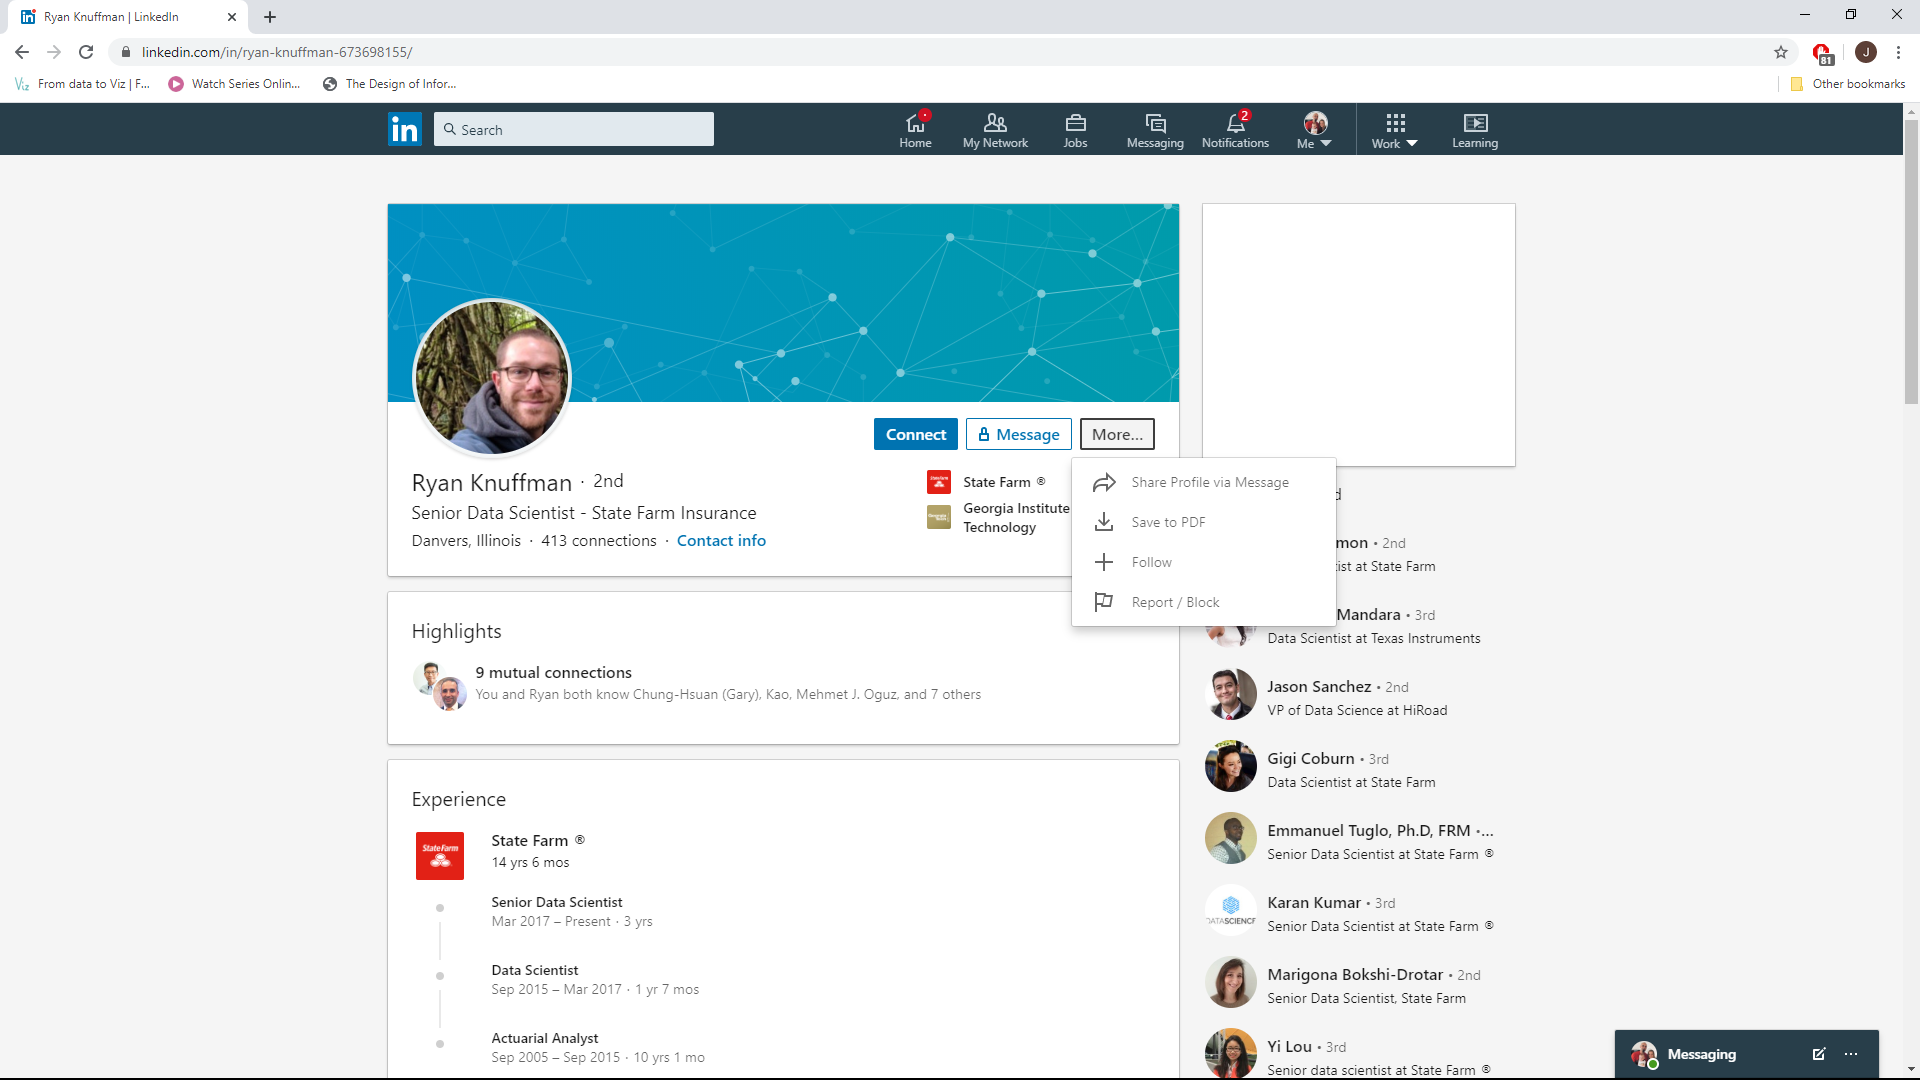 Ryan Knuffman | LinkedIn
linkedin.com/in/ryan-knuffman-673698155/
81
J
From data to Viz | F...
Watch Series Online...
The Design of Infor...
Other bookmarks
in
Search
Home
My Network
Jobs
Messaging
2
Notifications
Me
Work
Learning
Connect
Message
More...
Ryan Knuffman · 2nd
Senior Data Scientist - State Farm Insurance
Danvers, Illinois · 413 connections · Contact info
State Farm ®
Georgia Institute
Technology
Share Profile via Message
Save to PDF
Follow
Report / Block
Highlights
9 mutual connections
You and Ryan both know Chung-Hsuan (Gary), Kao, Mehmet J. Oguz, and 7 others
Experience
State Farm
State Farm ®
14 yrs 6 mos
Senior Data Scientist
Mar 2017 – Present · 3 yrs
Data Scientist
Sep 2015 – Mar 2017 · 1 yr 7 mos
Actuarial Analyst
Sep 2005 – Sep 2015 · 10 yrs 1 mo
d
mon • 2nd
ist at State Farm
Mandara • 3rd
Data Scientist at Texas Instruments
Jason Sanchez • 2nd
VP of Data Science at HiRoad
Gigi Coburn • 3rd
Data Scientist at State Farm
Emmanuel Tuglo, Ph.D, FRM •...
Senior Data Scientist at State Farm ®
DATASCIENCE
Karan Kumar • 3rd
Senior Data Scientist at State Farm ®
Marigona Bokshi-Drotar • 2nd
Senior Data Scientist, State Farm
Yi Lou • 3rd
Senior data scientist at State Farm ®
Messaging